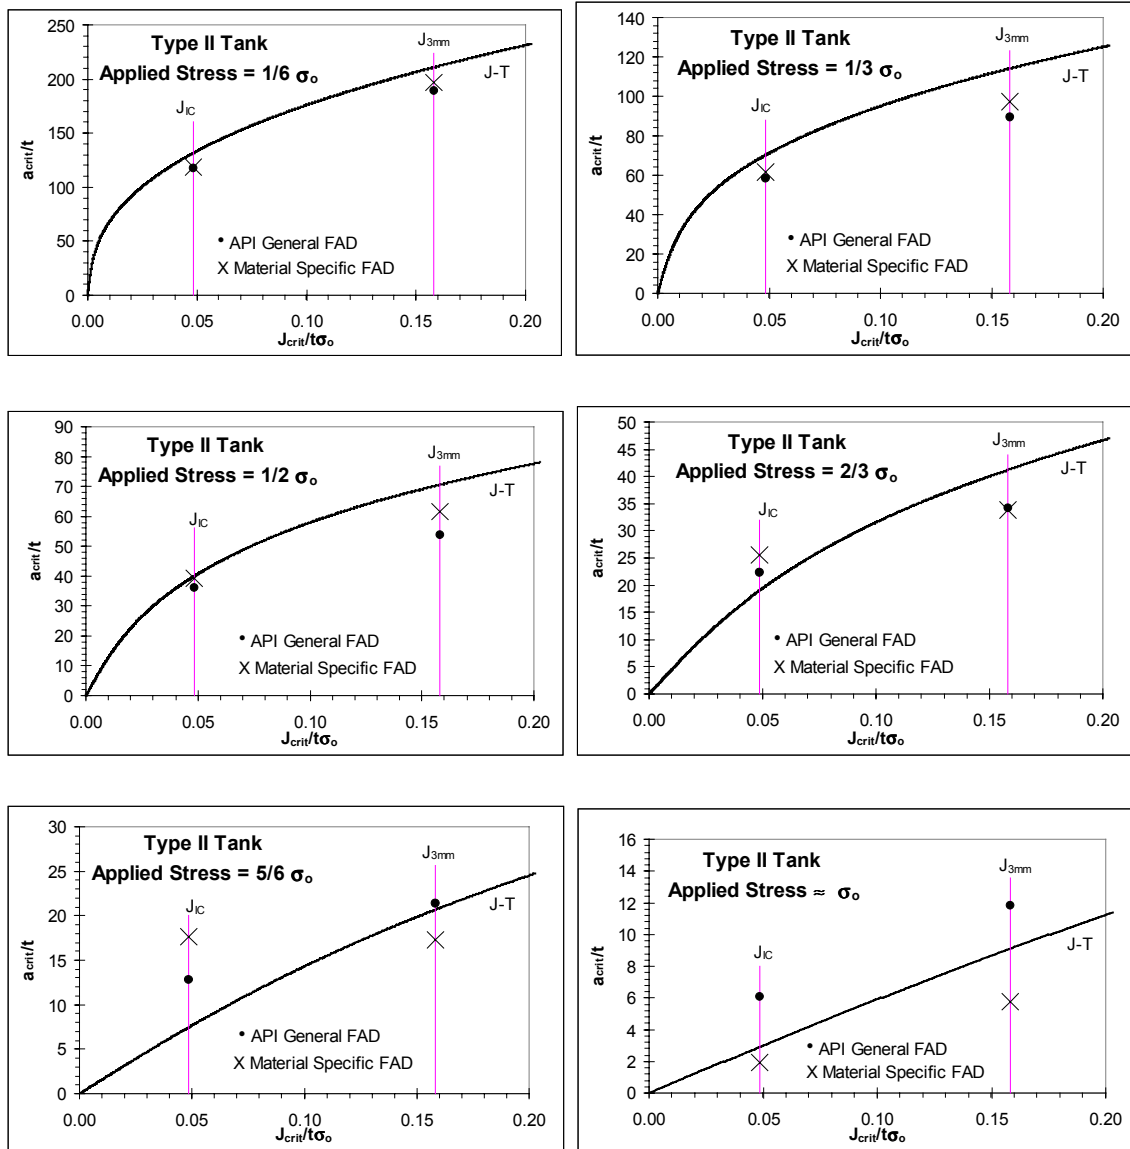 Type II Tank
Applied Stress = 1/6 σo
J3mm
J-T
JIC
acrit/t
250
200
150
100
50
0
• API General FAD
X Material Specific FAD
0.00 0.05 0.10 0.15 0.20
Jcrit/tσo
Type II Tank
Applied Stress = 1/3 σo
J3mm
J-T
JIC
acrit/t
140
120
100
80
60
40
20
0
• API General FAD
X Material Specific FAD
0.00 0.05 0.10 0.15 0.20
Jcrit/tσo
Type II Tank
Applied Stress = 1/2 σo
J3mm
J-T
JIC
acrit/t
90
80
70
60
50
40
30
20
10
0
• API General FAD
X Material Specific FAD
0.00 0.05 0.10 0.15 0.20
Jcrit/tσo
Type II Tank
Applied Stress = 2/3 σo
J3mm
J-T
JIC
acrit/t
50
45
40
35
30
25
20
15
10
5
0
• API General FAD
X Material Specific FAD
0.00 0.05 0.10 0.15 0.20
Jcrit/tσo
Type II Tank
Applied Stress = 5/6 σo
J3mm
J-T
JIC
acrit/t
30
25
20
15
10
5
0
• API General FAD
X Material Specific FAD
0.00 0.05 0.10 0.15 0.20
Jcrit/tσo
Type II Tank
Applied Stress ≈ σo
J3mm
J-T
JIC
acrit/t
16
14
12
10
8
6
4
2
0
• API General FAD
X Material Specific FAD
0.00 0.05 0.10 0.15 0.20
Jcrit/tσo